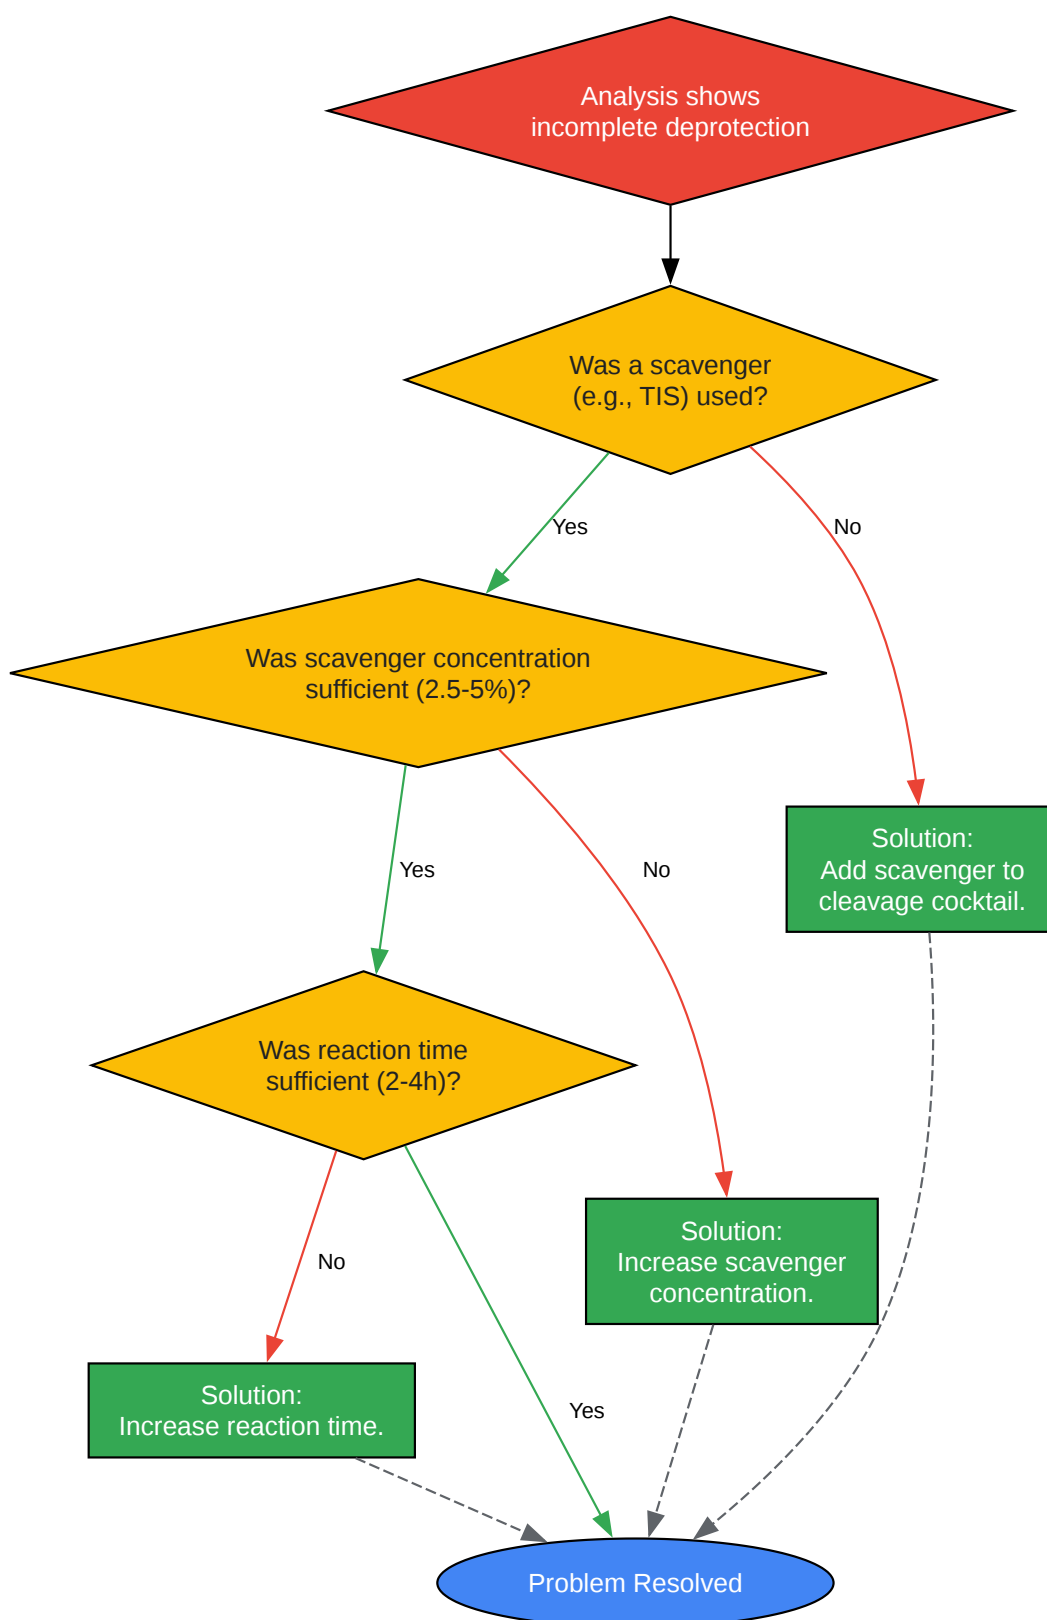 Analysis shows
incomplete deprotection
Was a scavenger
(e.g., TIS) used?
Yes
No
Was scavenger concentration
sufficient (2.5-5%)?
Yes
No
Solution:
Add scavenger to
cleavage cocktail.
Was reaction time
sufficient (2-4h)?
No
Solution:
Increase scavenger
concentration.
Solution:
Increase reaction time.
Yes
Problem Resolved